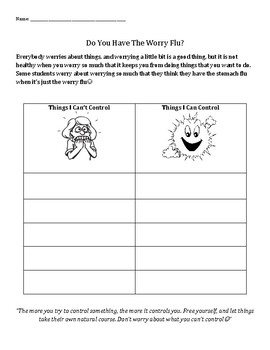 Name ______________________________
Do You Have The Worry Flu?
Everybody worries about things, and worrying a little bit is a good thing, but it is not
healthy when you worry so much that it keeps you from doing things that you want to do.
Some students worry about worrying so much that they think they have the stomach flu
when it's just the worry flu☺
Things I Can't Control
Things I Can Control
"The more you try to control something, the more it controls you. Free yourself, and let things
take their own natural course. Don't worry about what you can't control☺"